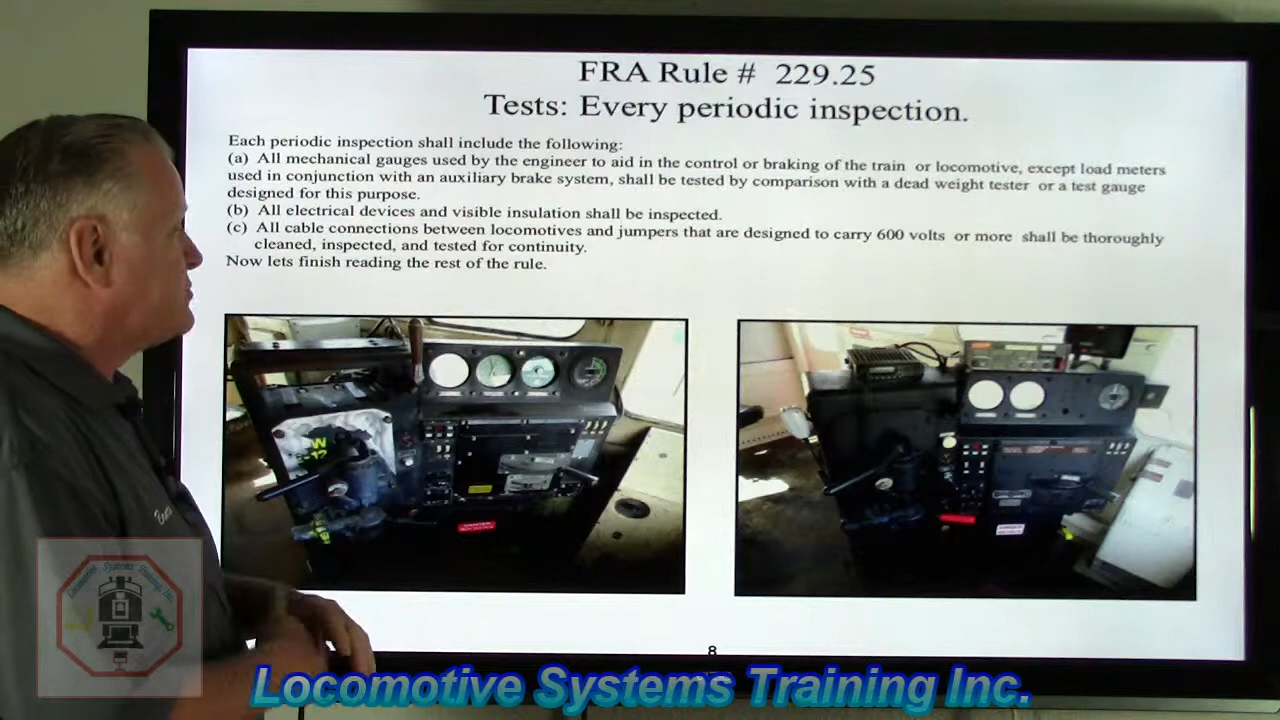 FRA Rule # 229.25
Tests: Every periodic inspection.
Each periodic inspection shall include the following:
(a) All mechanical gauges used by the engineer to aid in the control or braking of the train or locomotive, except load meters
used in conjunction with an auxiliary brake system, shall be tested by comparison with a dead weight tester or a test gauge
designed for this purpose.
(b) All electrical devices and visible insulation shall be inspected.
(c) All cable connections between locomotives and jumpers that are designed to carry 600 volts or more shall be thoroughly
cleaned, inspected, and tested for continuity.
Now lets finish reading the rest of the rule.
8
Locomotive Systems Training Inc.
Locomotive Systems Training Inc.